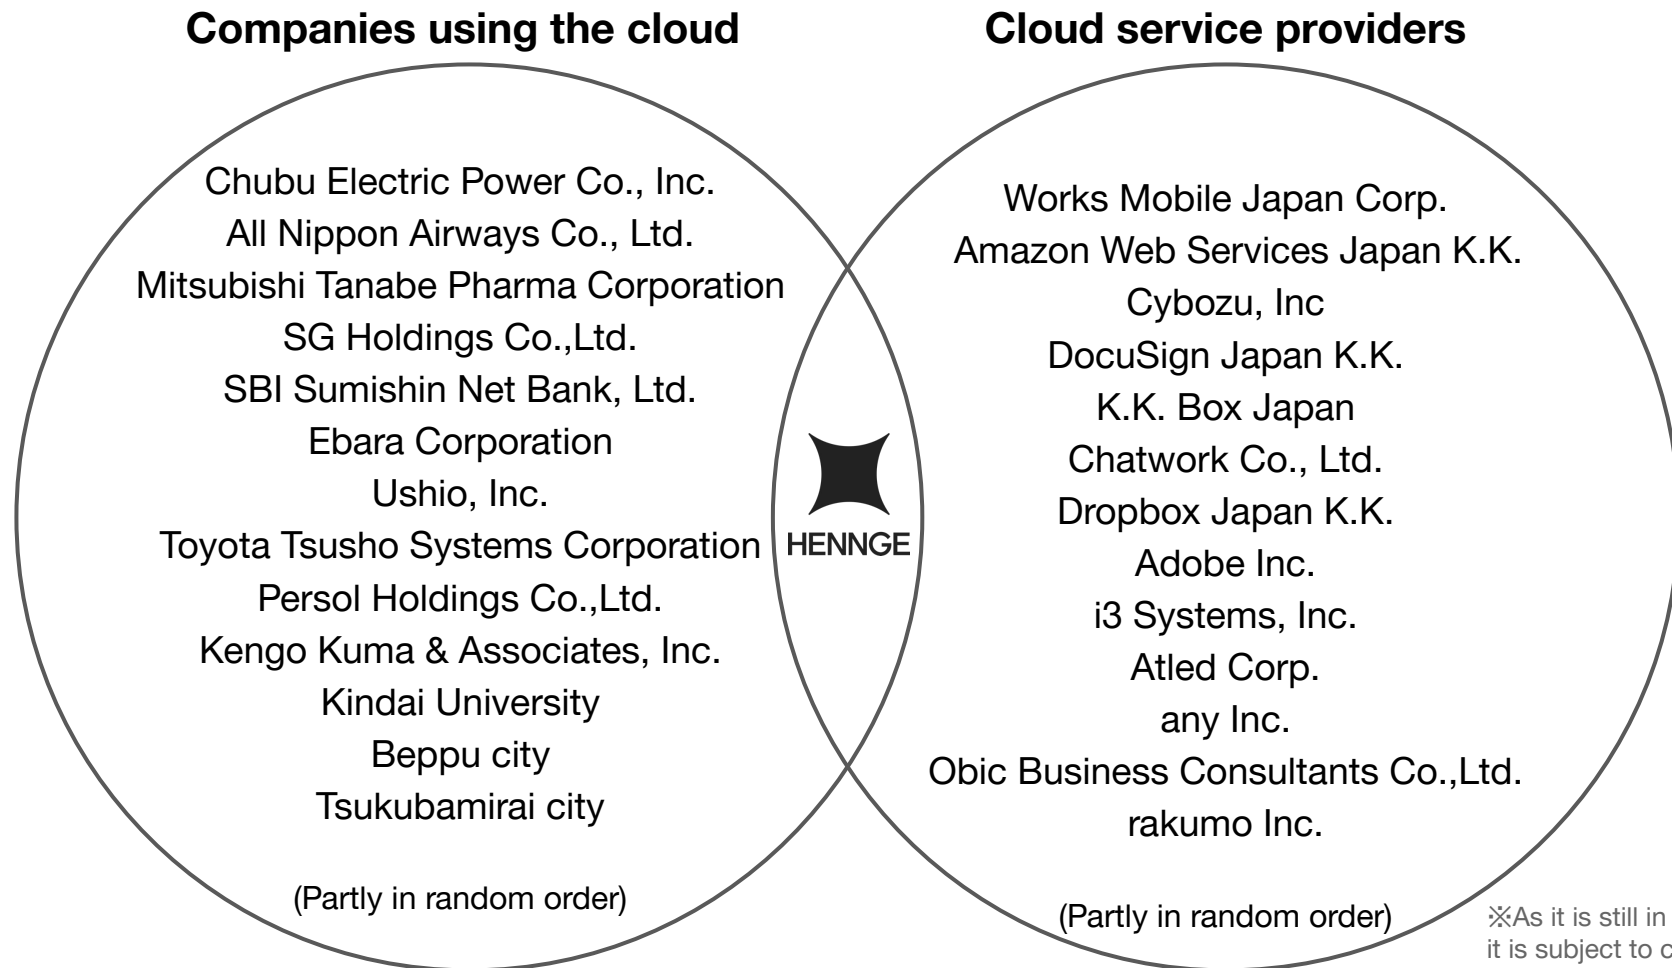 Companies using the cloud
Chubu Electric Power Co., Inc.
All Nippon Airways Co., Ltd.
Mitsubishi Tanabe Pharma Corporation
SG Holdings Co.,Ltd.
SBI Sumishin Net Bank, Ltd.
Ebara Corporation
Ushio, Inc.
Toyota Tsusho Systems Corporation
Persol Holdings Co.,Ltd.
Kengo Kuma & Associates, Inc.
Kindai University
Beppu city
Tsukubamirai city
(Partly in random order)
HENNGE
Cloud service providers
Works Mobile Japan Corp.
Amazon Web Services Japan K.K.
Cybozu, Inc
DocuSign Japan K.K.
K.K. Box Japan
Chatwork Co., Ltd.
Dropbox Japan K.K.
Adobe Inc.
i3 Systems, Inc.
Atled Corp.
any Inc.
Obic Business Consultants Co.,Ltd.
rakumo Inc.
(Partly in random order)
※As it is still in
it is subject to